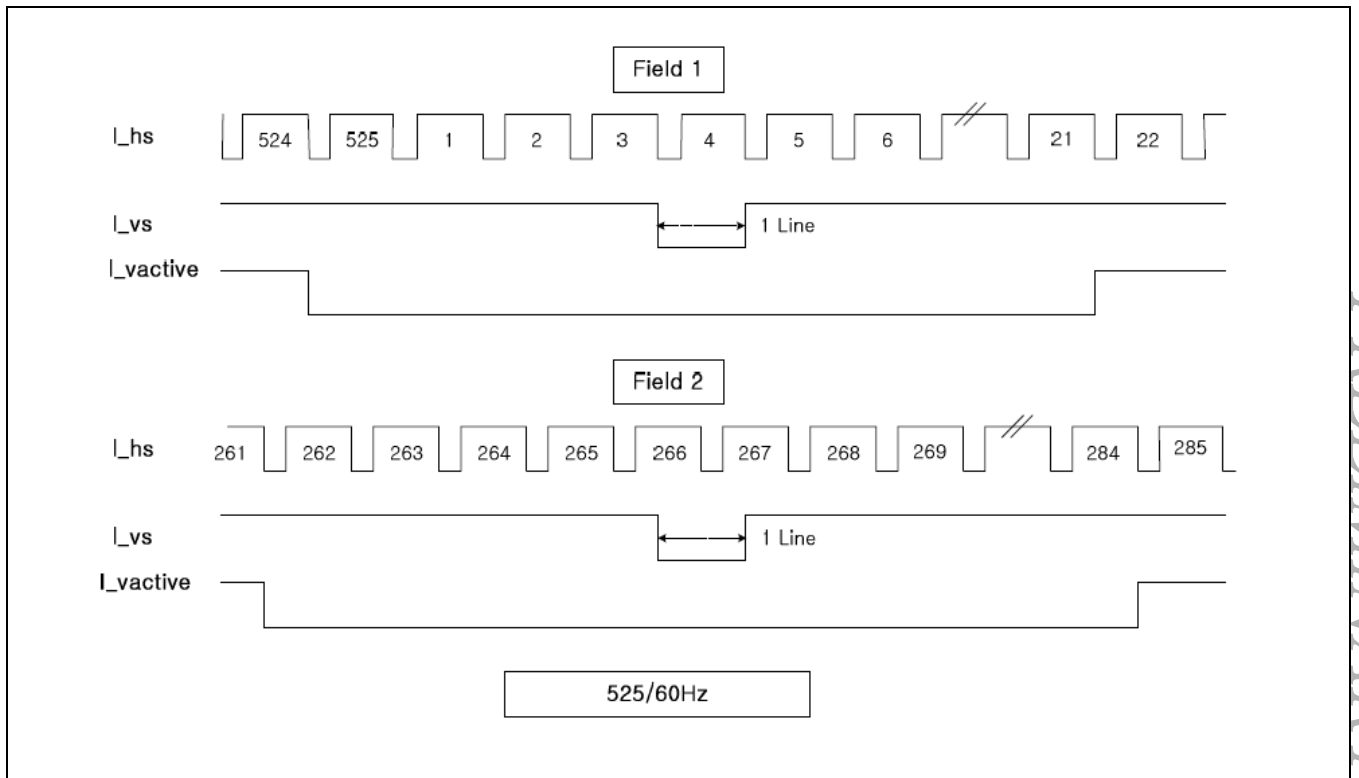 Field 1
I_hs
524 525 1 2 3 4 5 6 21 22
I_vs
1 Line
I_vactive
Field 2
I_hs
261 262 263 264 265 266 267 268 269 284 285
I_vs
1 Line
I_vactive
525/60Hz